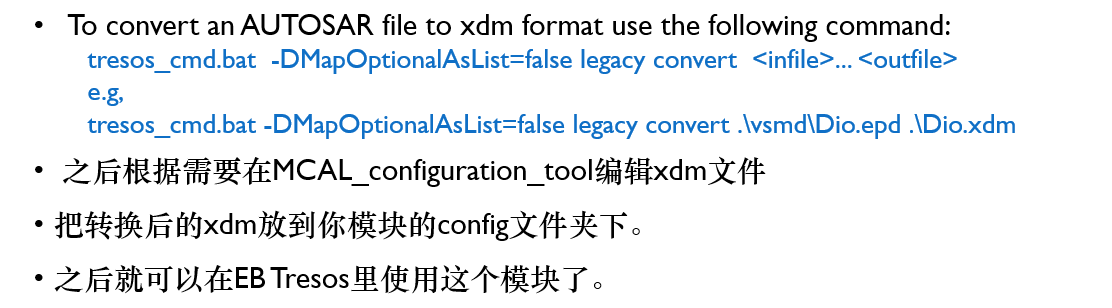 • To convert an AUTOSAR file to xdm format use the following command:
tresos_cmd.bat -DMapOptionalAsList=false legacy convert <infile>... <outfile>
e.g,
tresos_cmd.bat -DMapOptionalAsList=false legacy convert .\vsmd\Dio.epd .\Dio.xdm
• 之后根据需要在MCAL_configuration_tool编辑xdm文件
• 把转换后的xdm放到你模块的config文件夹下。
• 之后就可以在EB Tresos里使用这个模块了。